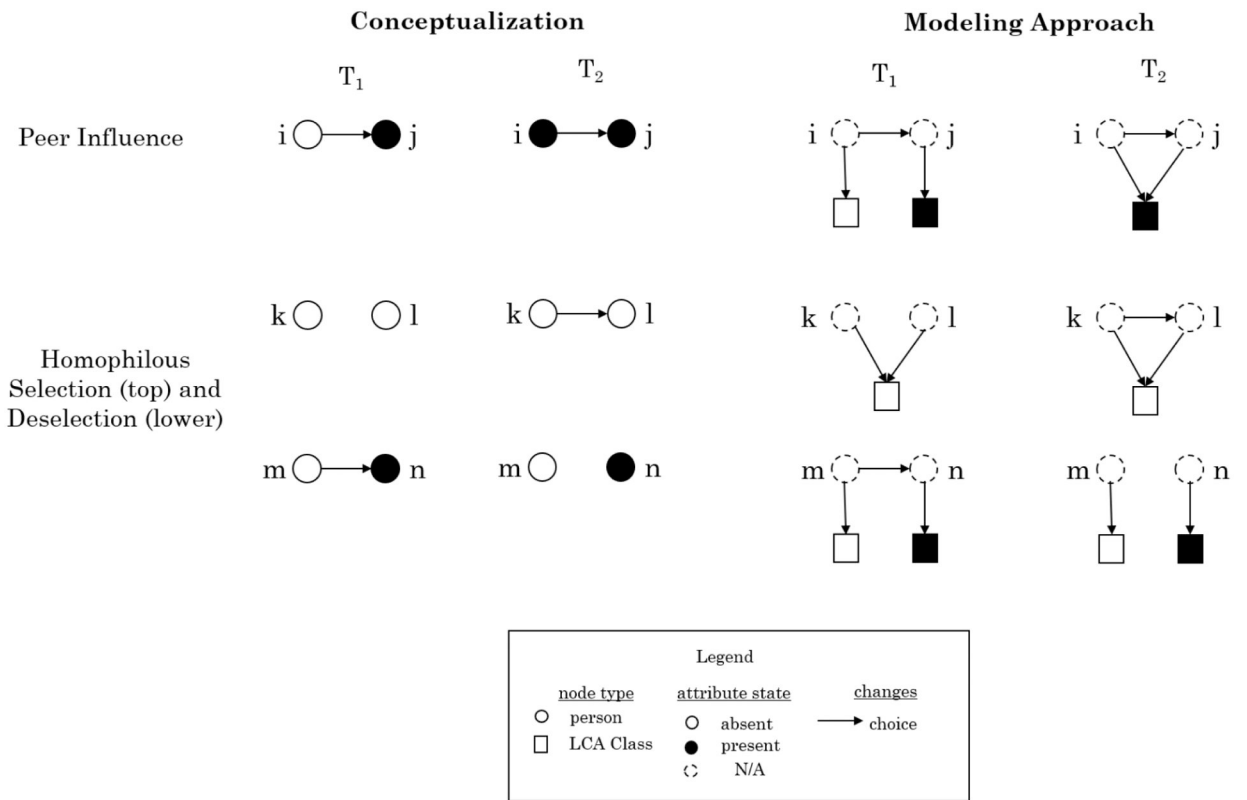 Conceptualization Modeling Approach
T1 T2 T1 T2
Peer Influence i j i j i j i j
k l k l k l k l
Homophilous
Selection (top) and
Deselection (lower)
m n m n m n m n
Legend
node type attribute state changes
person absent choice
LCA Class present
N/A